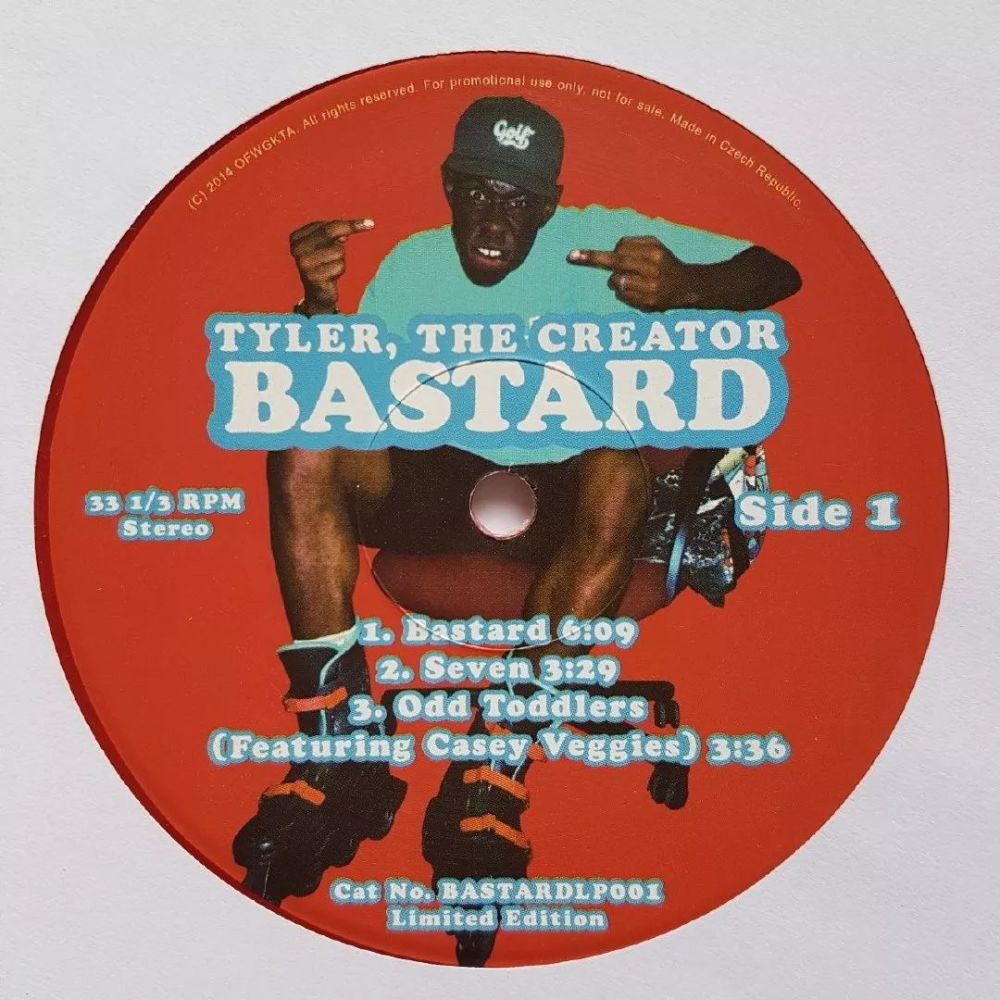 (C) 2014 OFWGKTA. All rights reserved. For promotional use only, not for sale. Made in Czech Republic.
Golf
TYLER, THE CREATOR
BASTARD
33 1/3 RPM
Stereo
Side 1
1. Bastard 6:09
2. Seven 3:29
3. Odd Toddlers
(Featuring Casey Veggies) 3:36
Cat No. BASTARDLP001
Limited Edition